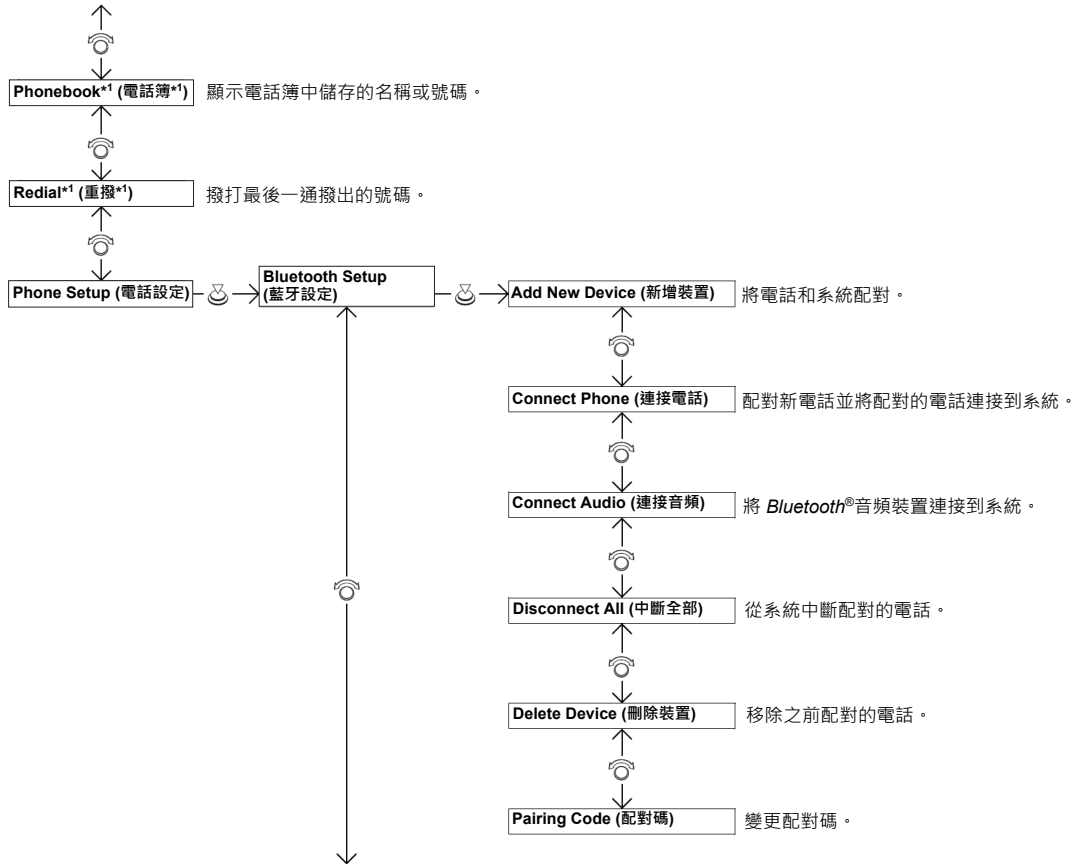 Phonebook*1 (電話簿*1) 顯示電話簿中儲存的名稱或號碼。
Redial*1 (重撥*1) 撥打最後一通撥出的號碼。
Phone Setup (電話設定)
Bluetooth Setup
(藍牙設定)
Add New Device (新增裝置) 將電話和系統配對。
Connect Phone (連接電話) 配對新電話並將配對的電話連接到系統。
Connect Audio (連接音頻) 將 Bluetooth®音頻裝置連接到系統。
Disconnect All (中斷全部) 從系統中斷配對的電話。
Delete Device (刪除裝置) 移除之前配對的電話。
Pairing Code (配對碼) 變更配對碼。